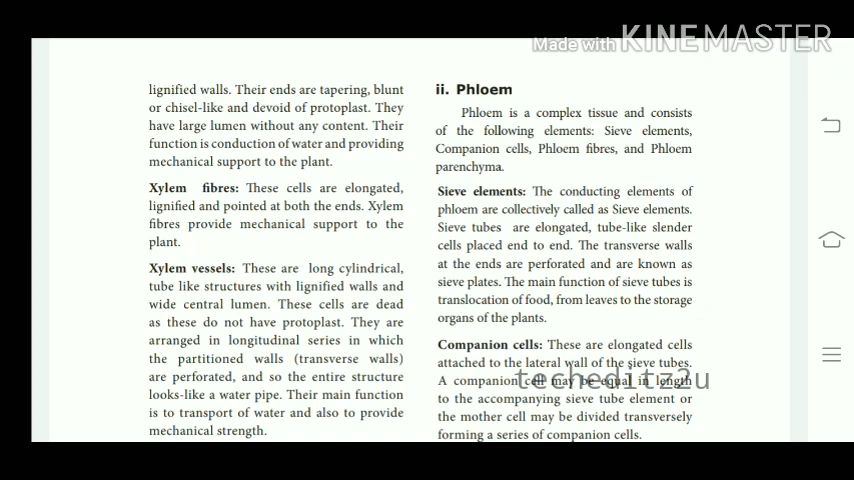 Made with KINEMASTER
lignified walls. Their ends are tapering, blunt
or chisel-like and devoid of protoplast. They
have large lumen without any content. Their
function is conduction of water and providing
mechanical support to the plant.
Xylem fibres: These cells are elongated,
lignified and pointed at both the ends. Xylem
fibres provide mechanical support to the
plant.
Xylem vessels: These are long cylindrical,
tube like structures with lignified walls and
wide central lumen. These cells are dead
as these do not have protoplast. They are
arranged in longitudinal series in which
the partitioned walls (transverse walls)
are perforated, and so the entire structure
looks-like a water pipe. Their main function
is to transport of water and also to provide
mechanical strength.
ii. Phloem
Phloem is a complex tissue and consists
of the following elements: Sieve elements,
Companion cells, Phloem fibres, and Phloem
parenchyma.
Sieve elements: The conducting elements of
phloem are collectively called as Sieve elements.
Sieve tubes are elongated, tube-like slender
cells placed end to end. The transverse walls
at the ends are perforated and are known as
sieve plates. The main function of sieve tubes is
translocation of food, from leaves to the storage
organs of the plants.
Companion cells: These are elongated cells
attached to the lateral wall of the sieve tubes.
A companion cell may be equal in length
to the accompanying sieve tube element or
the mother cell may be divided transversely
forming a series of companion cells.
techeditz2u